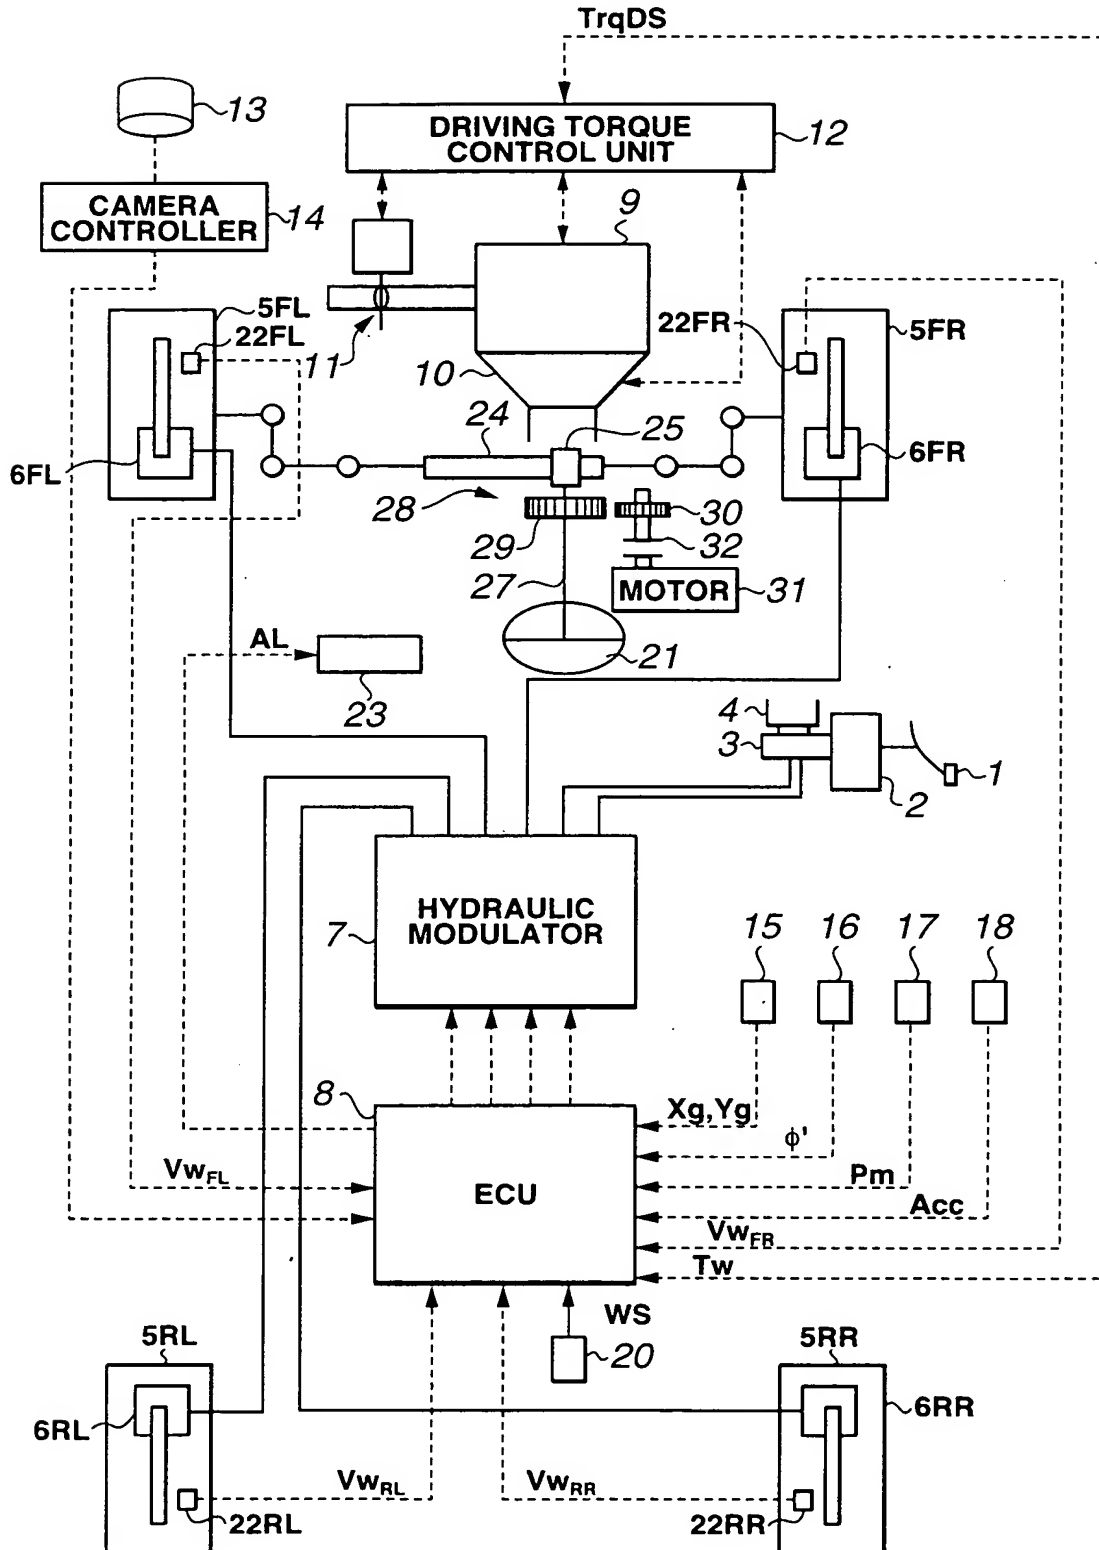 TrqDS
13
DRIVING TORQUE
CONTROL UNIT
12
CAMERA
CONTROLLER
14
9
5FL
22FL
11
10
22FR
5FR
24
25
6FL
6FR
28
29
30
32
27
MOTOR
31
AL
21
23
4
3
1
2
HYDRAULIC
MODULATOR
7
15
16
17
18
8
Xg,Yg
ϕ'
VwFL
ECU
Pm
Acc
VwFR
Tw
WS
20
5RL
5RR
6RL
6RR
VwRL
VwRR
22RL
22RR